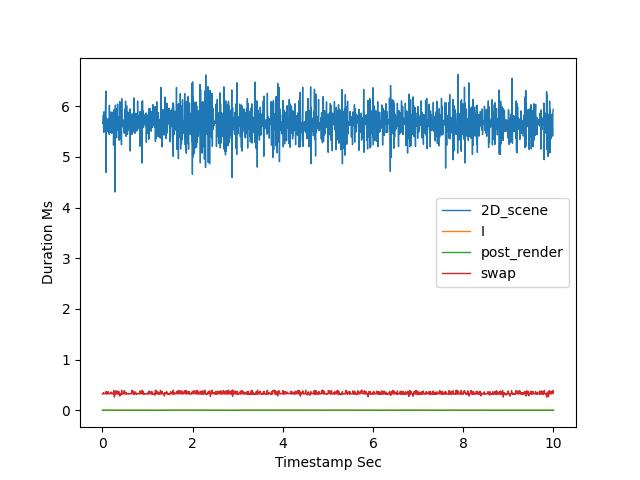 6
5
4
3
2
1
0
Duration Ms
2D_scene
I
post_render
swap
0 2 4 6 8 10
Timestamp Sec